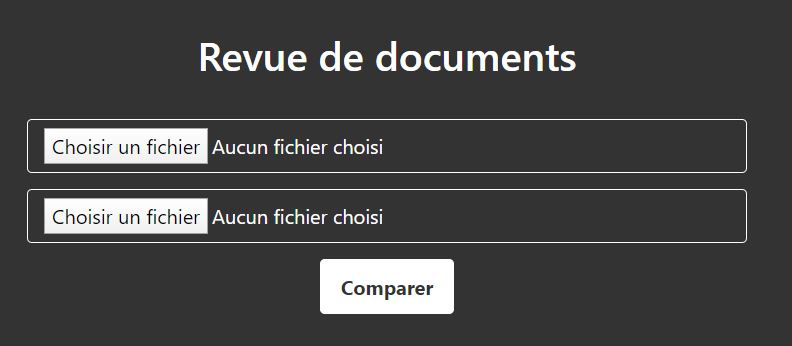 Revue de documents
Choisir un fichier Aucun fichier choisi
Choisir un fichier Aucun fichier choisi
Comparer